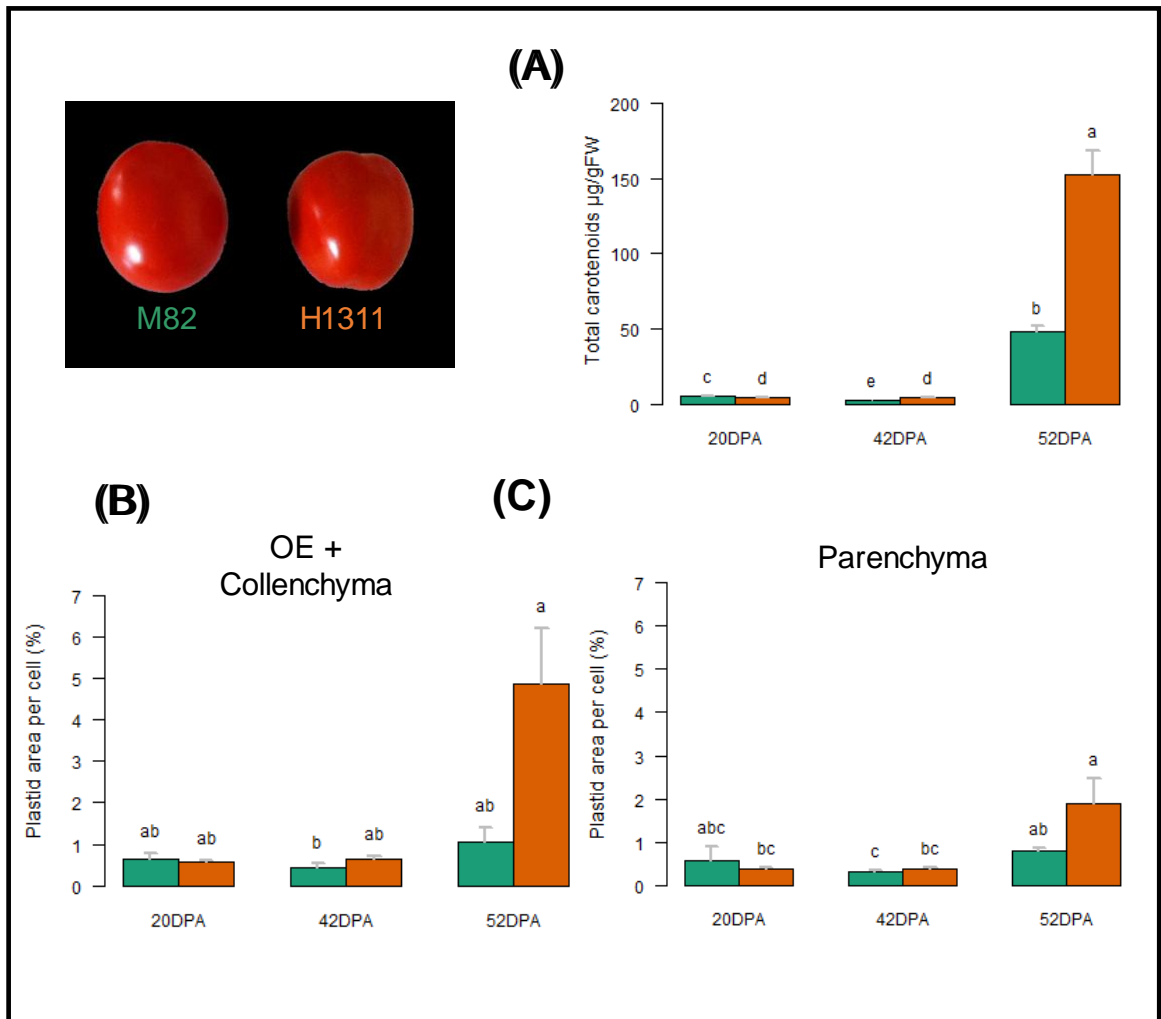 (A)
M82
H1311
Total carotenoids µg/gFW
200
150
100
50
0
c
d
e
d
b
a
20DPA
42DPA
52DPA
(B)
OE +
Collenchyma
Plastid area per cell (%)
7
6
5
4
3
2
1
0
ab
ab
b
ab
ab
a
20DPA
42DPA
52DPA
(C)
Parenchyma
Plastid area per cell (%)
7
6
5
4
3
2
1
0
abc
bc
c
bc
ab
a
20DPA
42DPA
52DPA